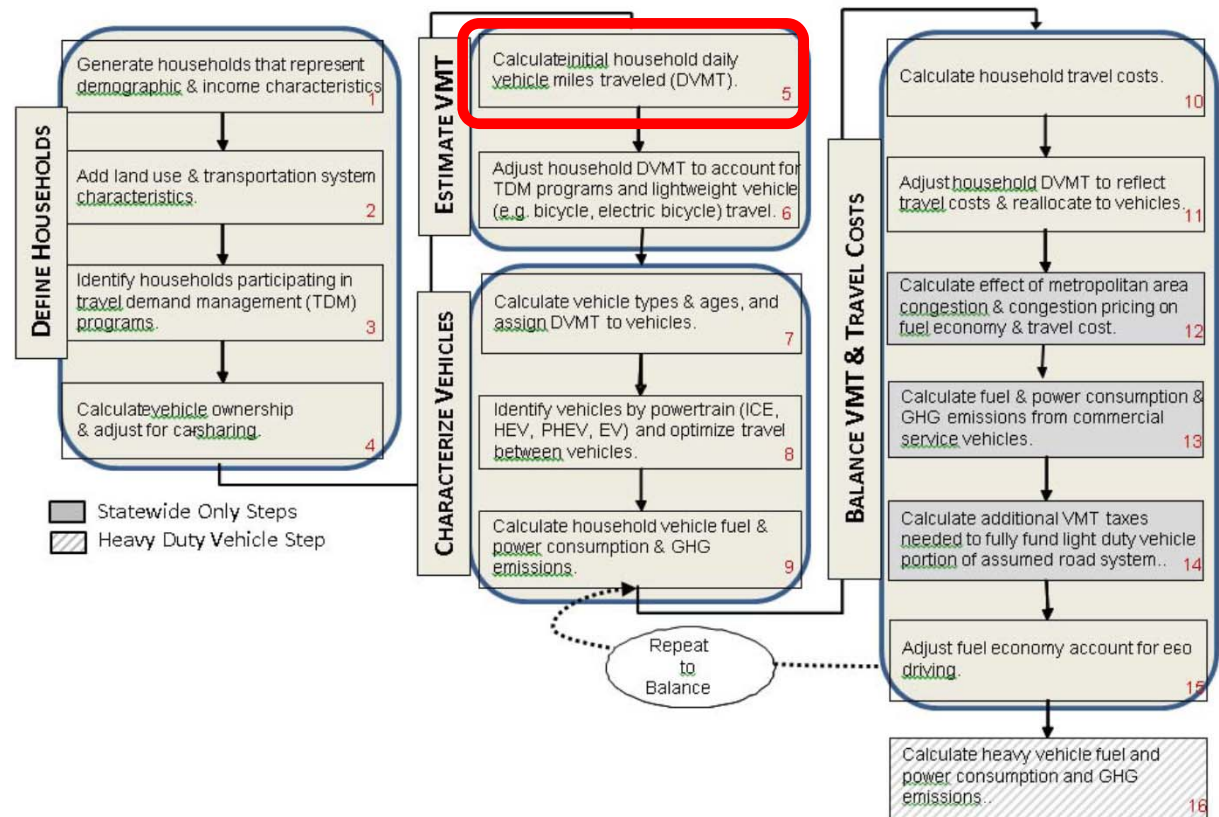 DEFINE HOUSEHOLDS
Generate households that represent
demographic & income characteristics
1
Add land use & transportation system
characteristics.
2
Identify households participating in
travel demand management (TDM)
programs.
3
Calculatevehicle ownership
& adjust for carsharing.
4
Statewide Only Steps
Heavy Duty Vehicle Step
ESTIMATE VMT
Calculateinitial household daily
vehicle miles traveled (DVMT).
5
Adjust household DVMT to account for
TDM programs and lightweight vehicle
(e.g. bicycle, electric bicycle) travel. 6
CHARACTERIZE VEHICLES
Calculate vehicle types & ages, and
assign DVMT to vehicles.
7
Identify vehicles by powertrain (ICE,
HEV, PHEV, EV) and optimize travel
between vehicles.
8
Calculate household vehicle fuel &
power consumption & GHG
emissions.
9
Repeat
to
Balance
BALANCE VMT & TRAVEL COSTS
Calculate household travel costs.
10
Adjust household DVMT to reflect
travel costs & reallocate to vehicles.
11
Calculate effect of metropolitan area
congestion & congestion pricing on
fuel economy & travel cost.
12
Calculate fuel & power consumption &
GHG emissions from commercial
service vehicles.
13
Calculate additional VMT taxes
needed to fully fund light duty vehicle
portion of assumed road system..
14
Adjust fuel economy account for eco
driving.
15
Calculate heavy vehicle fuel and
power consumption and GHG
emissions..
16